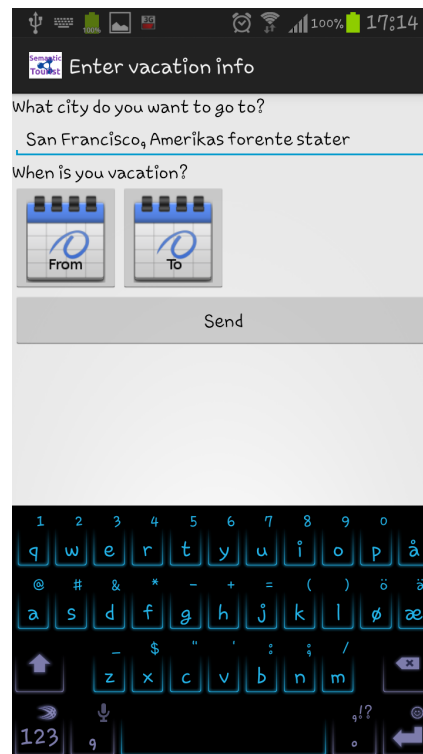 100% 3G 100% 17:14
Semantic Tourist Enter vacation info
What city do you want to go to?
San Francisco, Amerikas forente stater
When is you vacation?
From To
Send
1 2 3 4 5 6 7 8 9 0
q w e r t y u i o p å
@ # & * - + = ( ) ö ä
a s d f g h j k l ø æ
_ $ " ' : ; /
z x c v b n m
,!?
123 , .